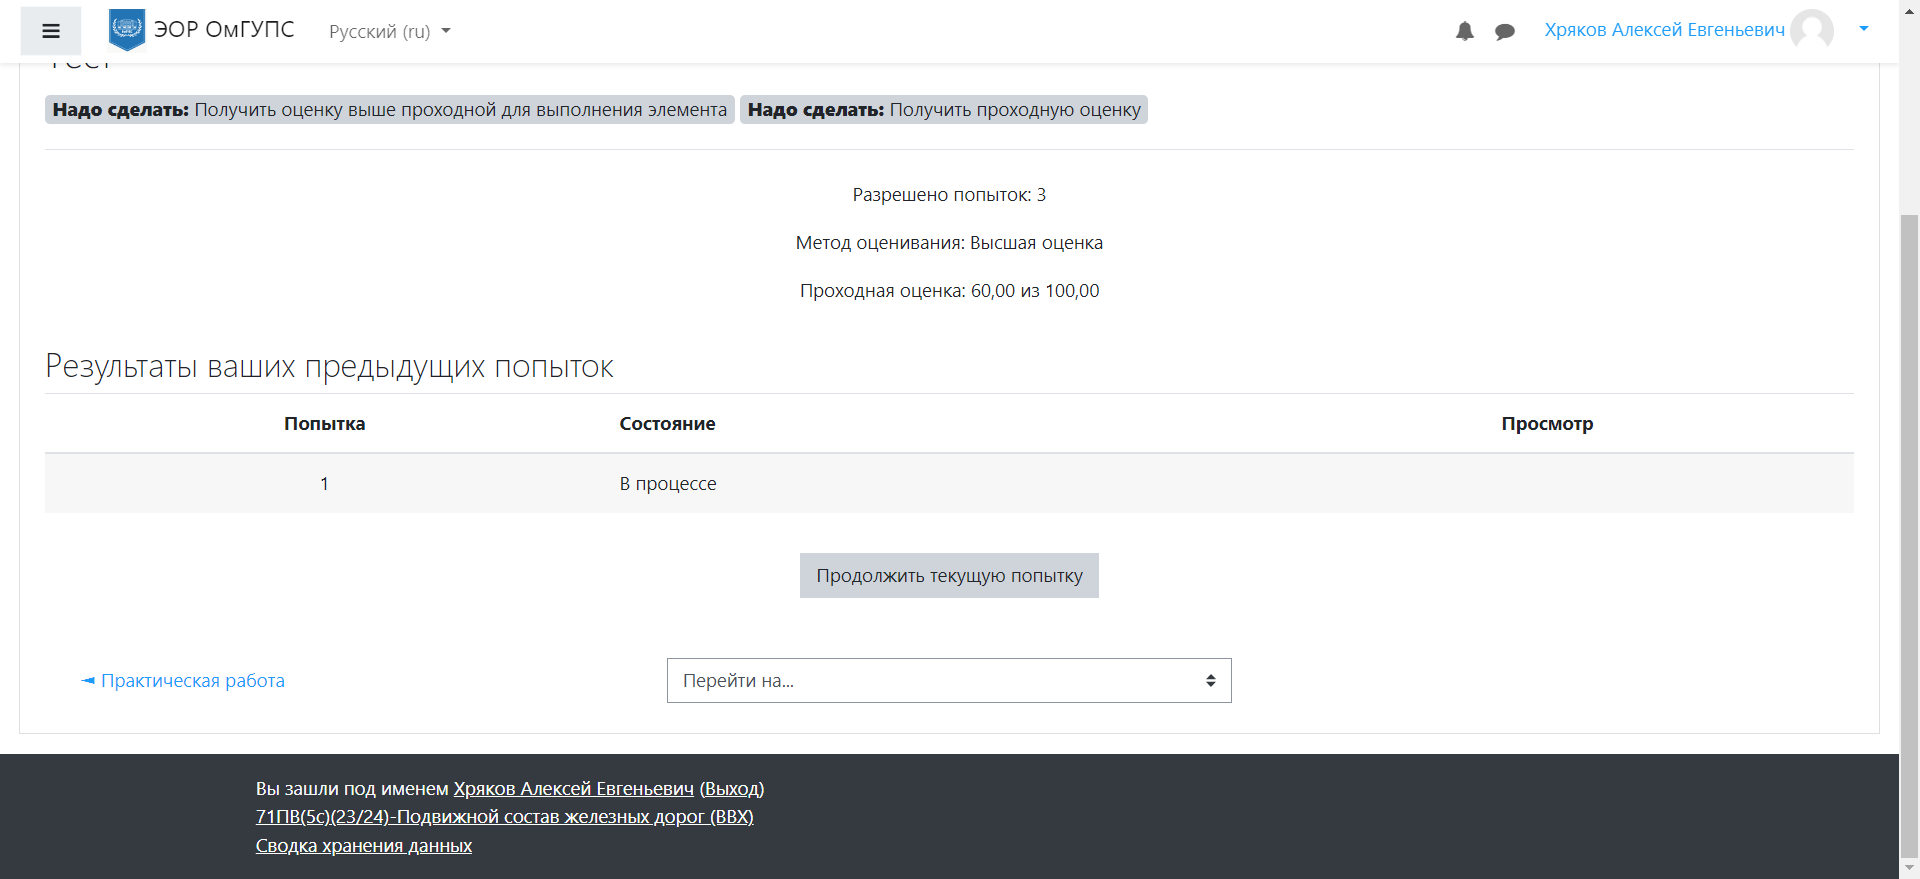 ЭОР ОмГУПС Русский (ru) Хряков Алексей Евгеньевич
Тест
Надо сделать: Получить оценку выше проходной для выполнения элемента Надо сделать: Получить проходную оценку
Разрешено попыток: 3
Метод оценивания: Высшая оценка
Проходная оценка: 60,00 из 100,00
Результаты ваших предыдущих попыток
Попытка Состояние Просмотр
1 В процессе
Продолжить текущую попытку
◄ Практическая работа Перейти на...
Вы зашли под именем Хряков Алексей Евгеньевич (Выход)
71ПВ(5с)(23/24)-Подвижной состав железных дорог (ВВХ)
Сводка хранения данных